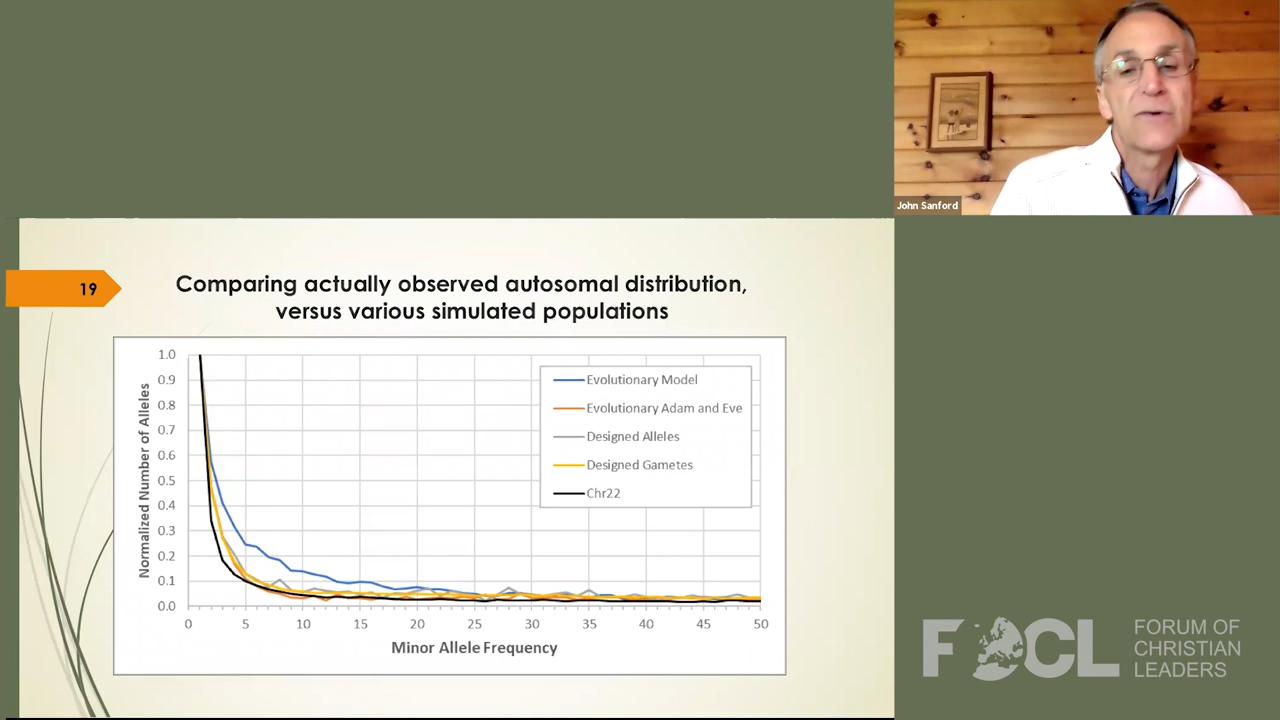 John Sanford
19
Comparing actually observed autosomal distribution,
versus various simulated populations
1.0
0.9
0.8
0.7
0.6
0.5
0.4
0.3
0.2
0.1
0.0
Normalized Number of Alleles
Evolutionary Model
Evolutionary Adam and Eve
Designed Alleles
Designed Gametes
Chr22
0 5 10 15 20 25 30 35 40 45 50
Minor Allele Frequency
FOCL
FORUM OF
CHRISTIAN
LEADERS